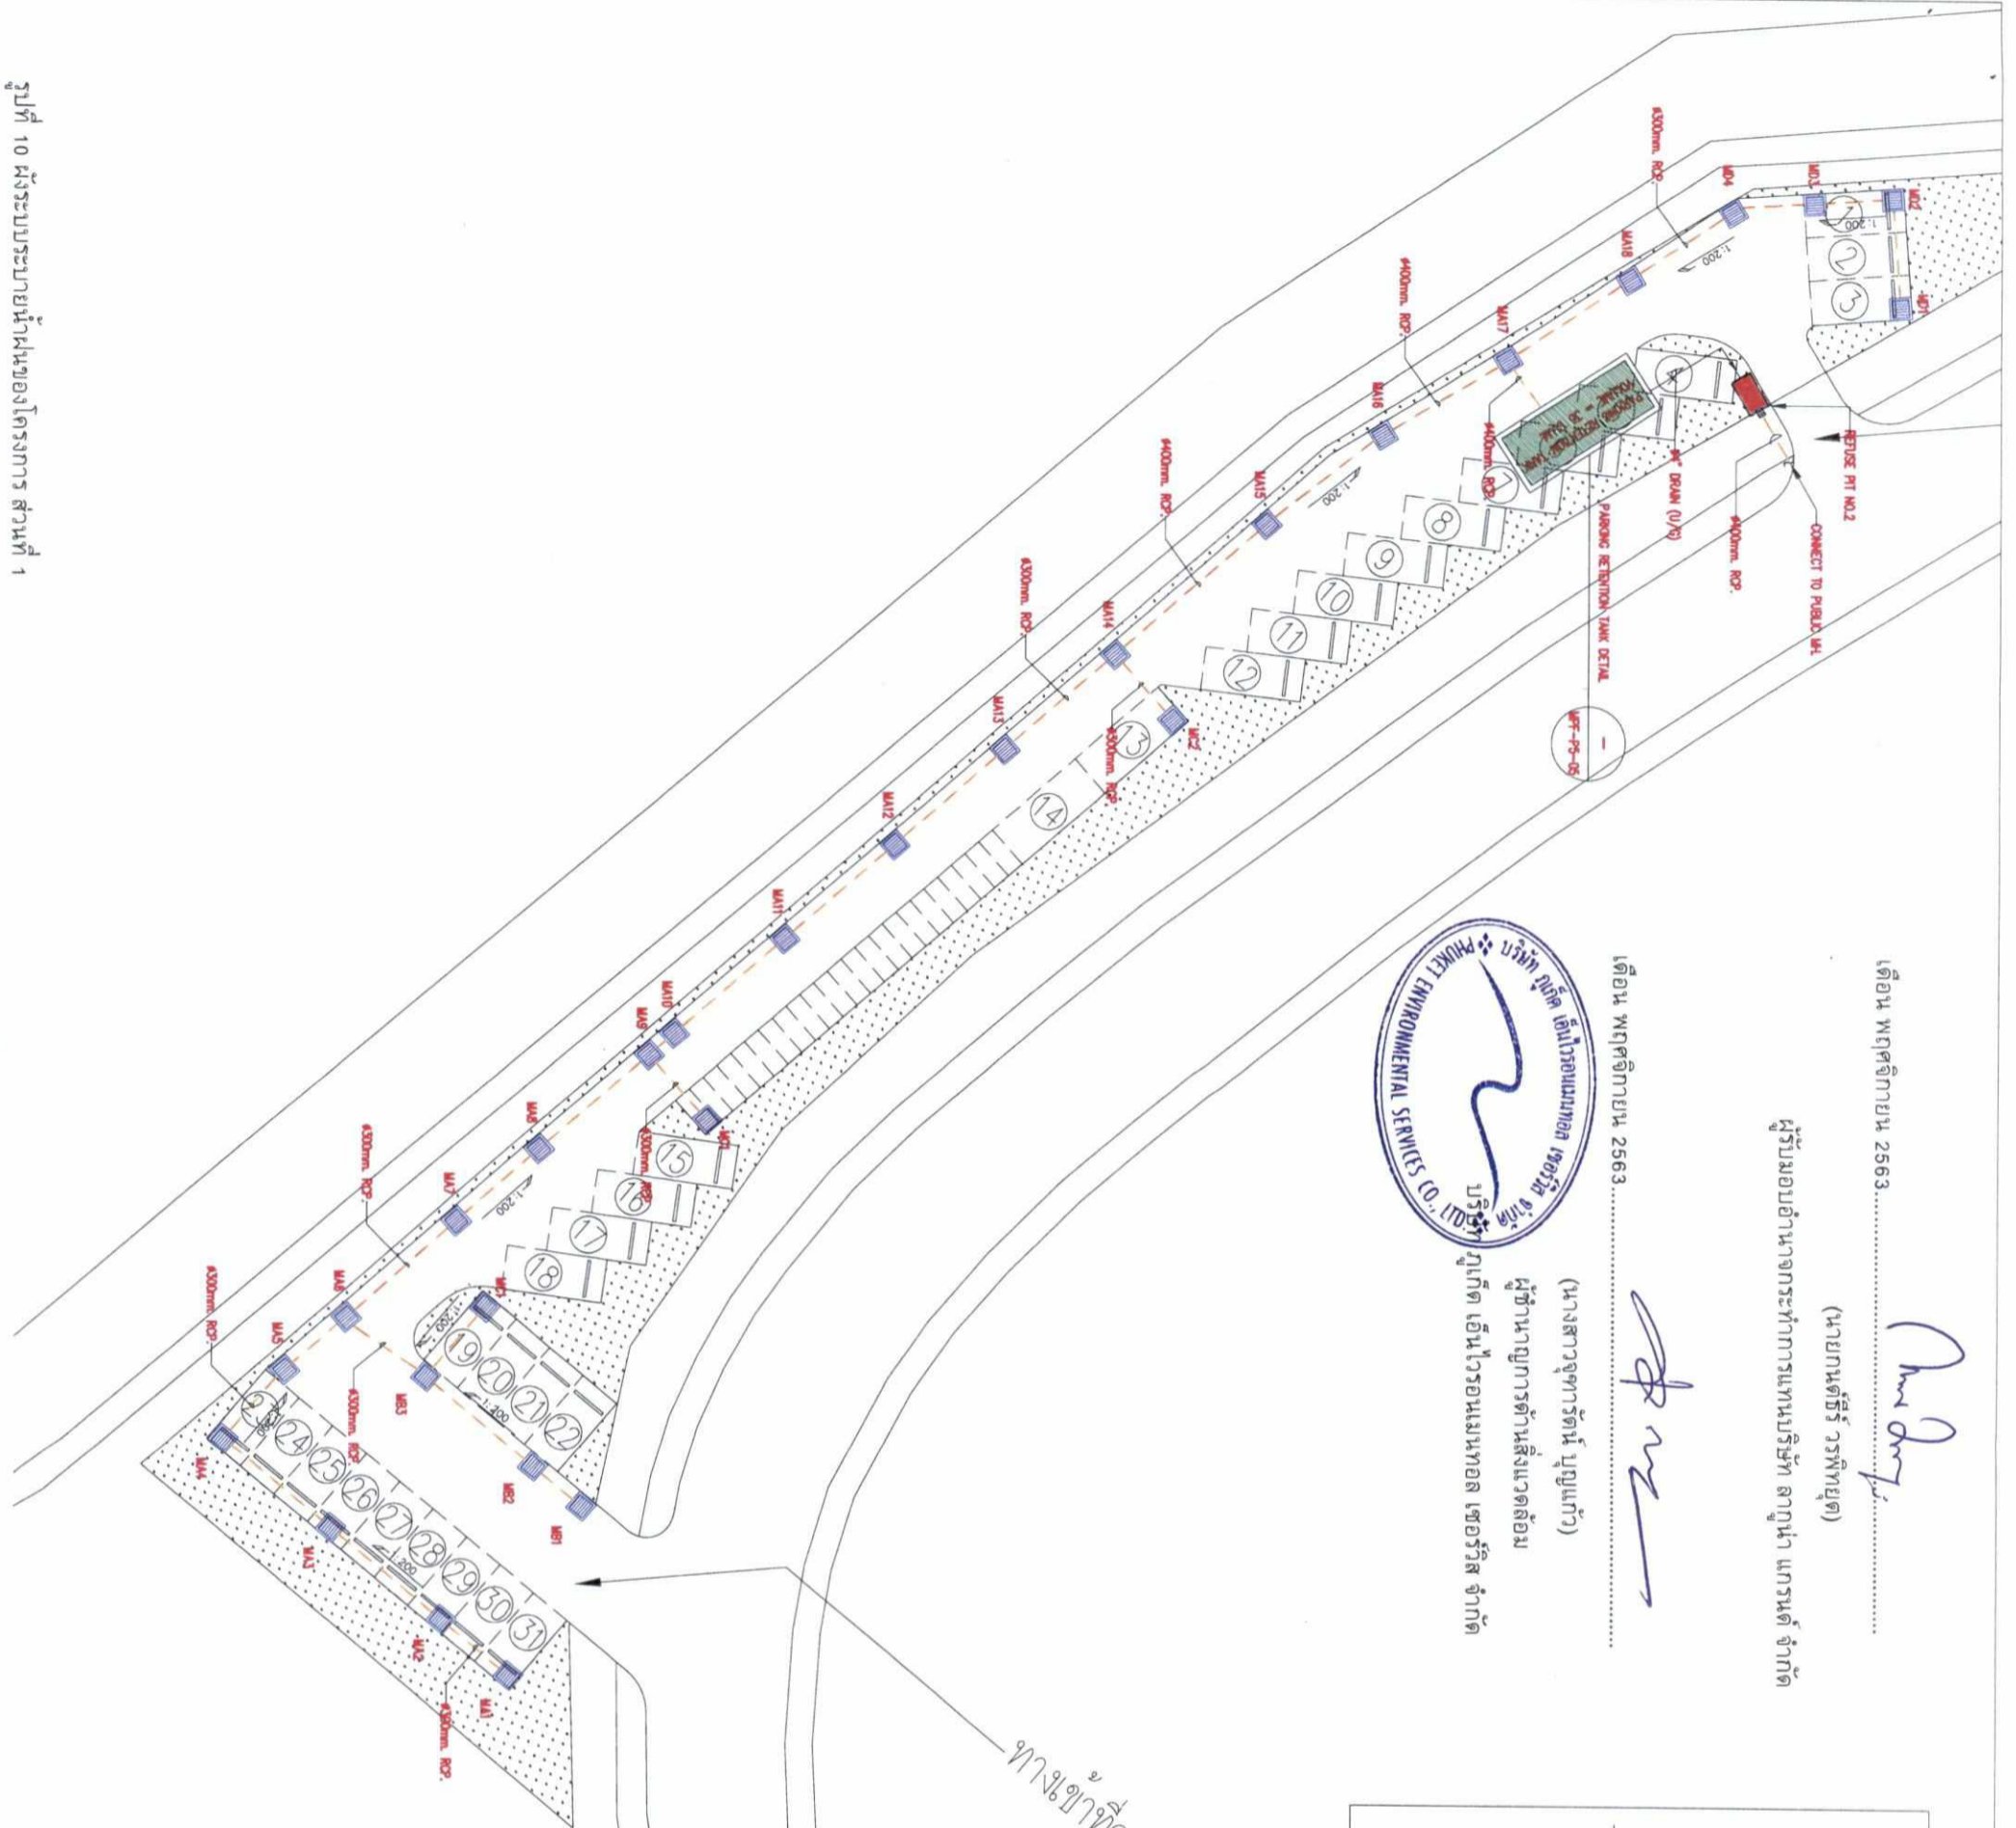 เดือน พฤศจิกายน 2563
(นายกนต์ธีร์ วรพิทยุต)
ผู้รับมอบอำนาจกระทำการแทนบริษัท ลากูน่า แกรนด์ จำกัด
เดือน พฤศจิกายน 2563
(นางสาวจุฑารัตน์ บุญแก้ว)
ผู้ชำนาญการด้านสิ่งแวดล้อม
บริษัท ภูเก็ต เอ็นไวรอนเมนทอล เซอร์วิส จำกัด
บริษัท ภูเก็ต เอ็นไวรอนเมนทอล เซอร์วิส จำกัด
PHUKET ENVIRONMENTAL SERVICES CO., LTD.
REFUSE PIT NO.2
CONNECT TO PUBLIC MH.
ø400mm. RCP.
ø4" DRAIN (U/G)
PARKING RETENTION TANK DETAIL
-
MPF-PS-05
PARKING RETENTION TANK
VOLUME = 30 CU.M.
MD1
MD2
MD3
MD4
ø300mm. RCP.
1:200
1:200
MA18
MA17
ø400mm. RCP.
ø400mm. RCP.
MA16
1:200
MA15
ø400mm. RCP.
MA14
ø300mm. RCP.
MC2
ø300mm. RCP.
MA13
MA12
MA11
MA10
MA9
MC1
ø300mm. RCP.
MA8
1:200
MA7
ø300mm. RCP.
MA6
MC1
1:200
MB3
ø300mm. RCP.
1:200
MB2
MB1
MA5
ø300mm. RCP.
MA4
MA3
1:200
MA2
MA1
ø300mm. RCP.
1
2
3
4
7
8
9
10
11
12
13
14
15
16
17
18
19
20
21
22
23
24
25
26
27
28
29
30
31
รูปที่ 10 ผังระบบระบายน้ำฝนของโครงการ ส่วนที่ 1